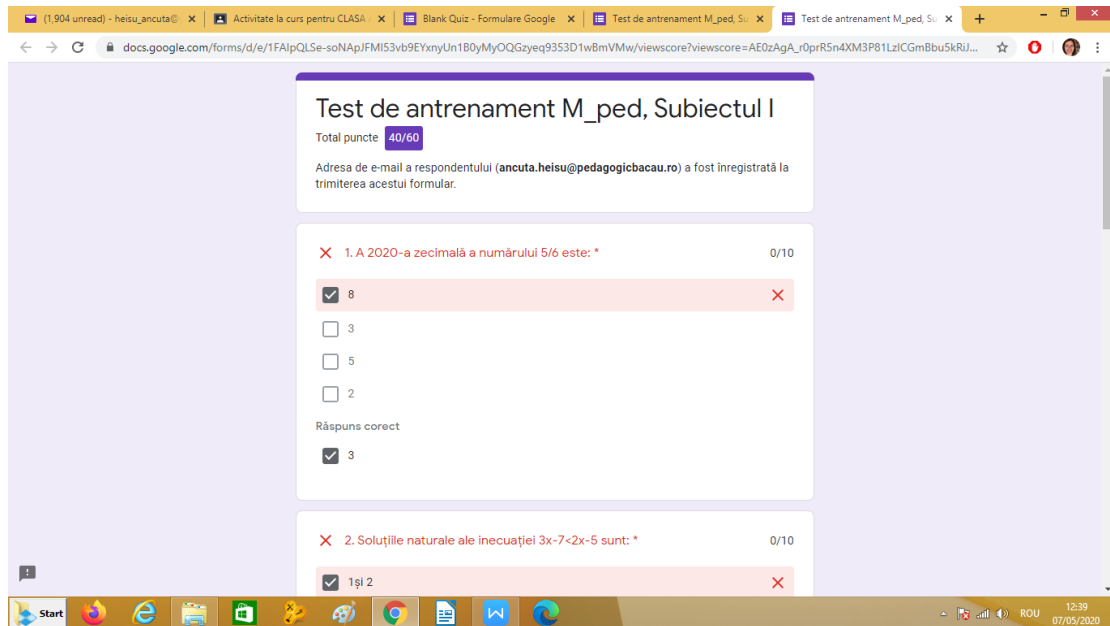 (1,904 unread) - heisu_ancuta@
Activitate la curs pentru CLASA
Blank Quiz - Formulare Google
Test de antrenament M_ped, Su
Test de antrenament M_ped, Su
docs.google.com/forms/d/e/1FAIpQLSe-soNApJFMI53vb9EYxnyUn1B0yMyOQGzyeq9353D1wBmVMw/viewscore?viewscore=AE0zAgA_r0prR5n4XM3P81LzlCGmBbu5kRiJ...
Test de antrenament M_ped, Subiectul I
Total puncte 40/60
Adresa de e-mail a respondentului (ancuta.heisu@pedagogicbacau.ro) a fost înregistrată la
trimiterea acestui formular.
1. A 2020-a zecimală a numărului 5/6 este: * 0/10
8
3
5
2
Răspuns corect
3
2. Soluțiile naturale ale inecuației 3x-7<2x-5 sunt: * 0/10
1și 2
Start
ROU
12:39
07/05/2020